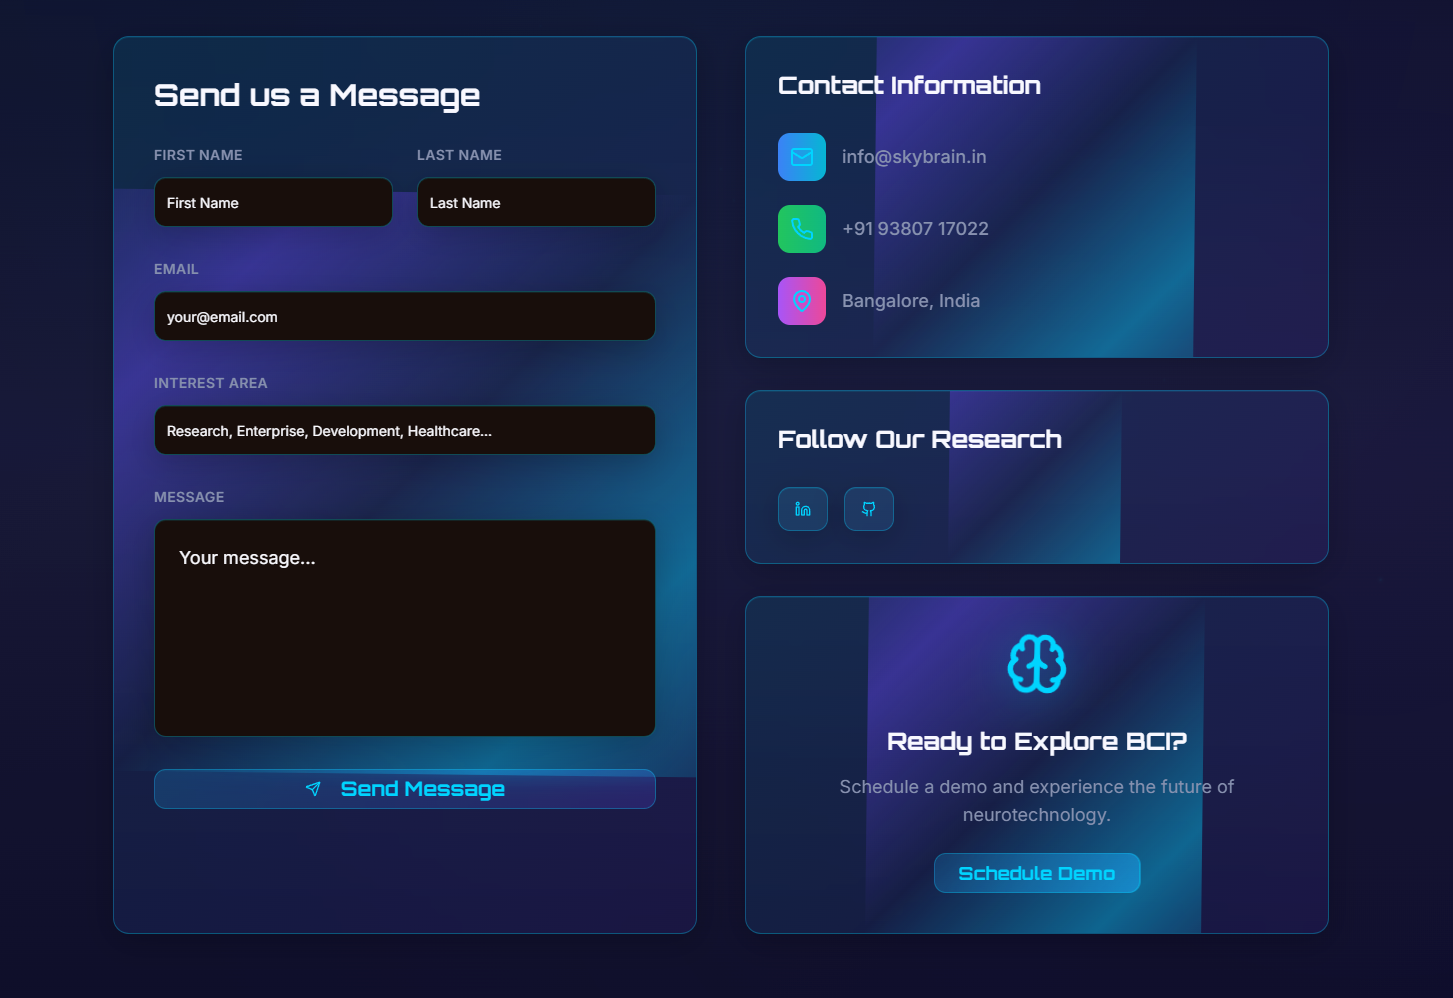 Send us a Message
FIRST NAME
LAST NAME
First Name
Last Name
EMAIL
your@email.com
INTEREST AREA
Research, Enterprise, Development, Healthcare...
MESSAGE
Your message...
Send Message
Contact Information
info@skybrain.in
+91 93807 17022
Bangalore, India
Follow Our Research
in
Ready to Explore BCI?
Schedule a demo and experience the future of
neurotechnology.
Schedule Demo